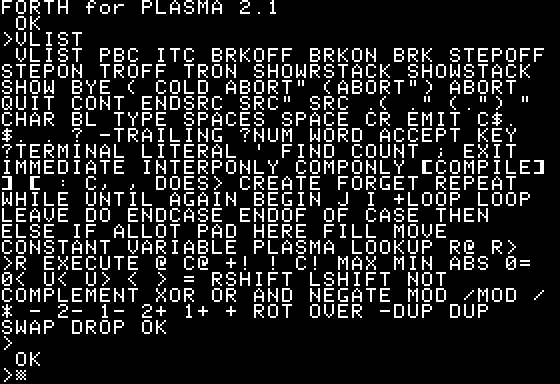 FORTH for PLASMA 2.1
 OK
>VLIST
 VLIST PBC ITC BRKOFF BRKON BRK STEPOFF
STEPON TROFF TRON SHOWRSTACK SHOWSTACK
SHOW BYE ( COLD ABORT" (ABORT") ABORT
QUIT CONT ENDSRC SRC" SRC .( ." (.") "
CHAR BL TYPE SPACES SPACE CR EMIT C$.
$. . ? -TRAILING ?NUM WORD ACCEPT KEY
?TERMINAL LITERAL ' FIND COUNT ; EXIT
IMMEDIATE INTERPONLY COMPONLY [COMPILE]
] [ : C, , DOES> CREATE FORGET REPEAT
WHILE UNTIL AGAIN BEGIN J I +LOOP LOOP
LEAVE DO ENDCASE ENDOF OF CASE THEN
ELSE IF ALLOT PAD HERE FILL MOVE
CONSTANT VARIABLE PLASMA LOOKUP R@ R>
>R EXECUTE @ C@ +! ! C! MAX MIN ABS 0=
0< U< U> < > = RSHIFT LSHIFT NOT
COMPLEMENT XOR OR AND NEGATE MOD /MOD /
* - 2- 1- 2+ 1+ + ROT OVER -DUP DUP
SWAP DROP OK
>
 OK
>